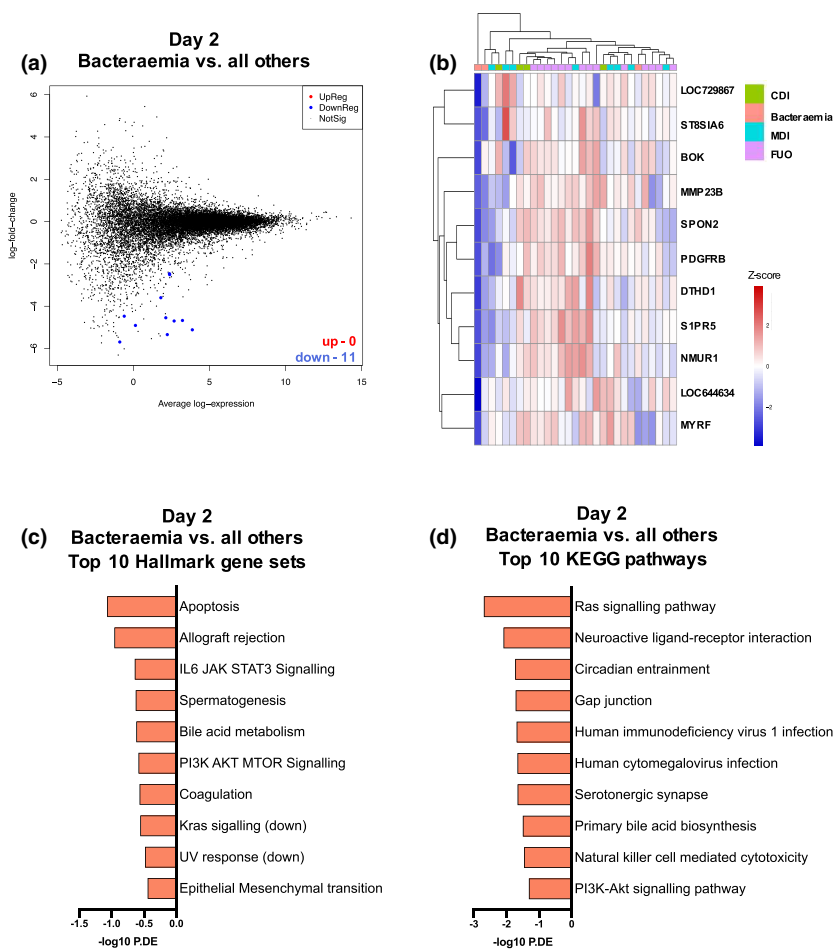 (a)
Day 2
Bacteraemia vs. all others
UpReg
DownReg
NotSig
6
4
2
0
−2
−4
−6
log−fold−change
up - 0
down - 11
−5
0
5
10
15
Average log−expression
(b)
LOC729867
ST8SIA6
BOK
MMP23B
SPON2
PDGFRB
DTHD1
S1PR5
NMUR1
LOC644634
MYRF
CDI
Bacteraemia
MDI
FUO
Z-score
2
0
−2
(c)
Day 2
Bacteraemia vs. all others
Top 10 Hallmark gene sets
Apoptosis
Allograft rejection
IL6 JAK STAT3 Signalling
Spermatogenesis
Bile acid metabolism
PI3K AKT MTOR Signalling
Coagulation
Kras sigalling (down)
UV response (down)
Epithelial Mesenchymal transition
-1.5 -1.0 -0.5 0.0
-log10 P.DE
(d)
Day 2
Bacteraemia vs. all others
Top 10 KEGG pathways
Ras signalling pathway
Neuroactive ligand-receptor interaction
Circadian entrainment
Gap junction
Human immunodeficiency virus 1 infection
Human cytomegalovirus infection
Serotonergic synapse
Primary bile acid biosynthesis
Natural killer cell mediated cytotoxicity
PI3K-Akt signalling pathway
-3 -2 -1 0
-log10 P.DE